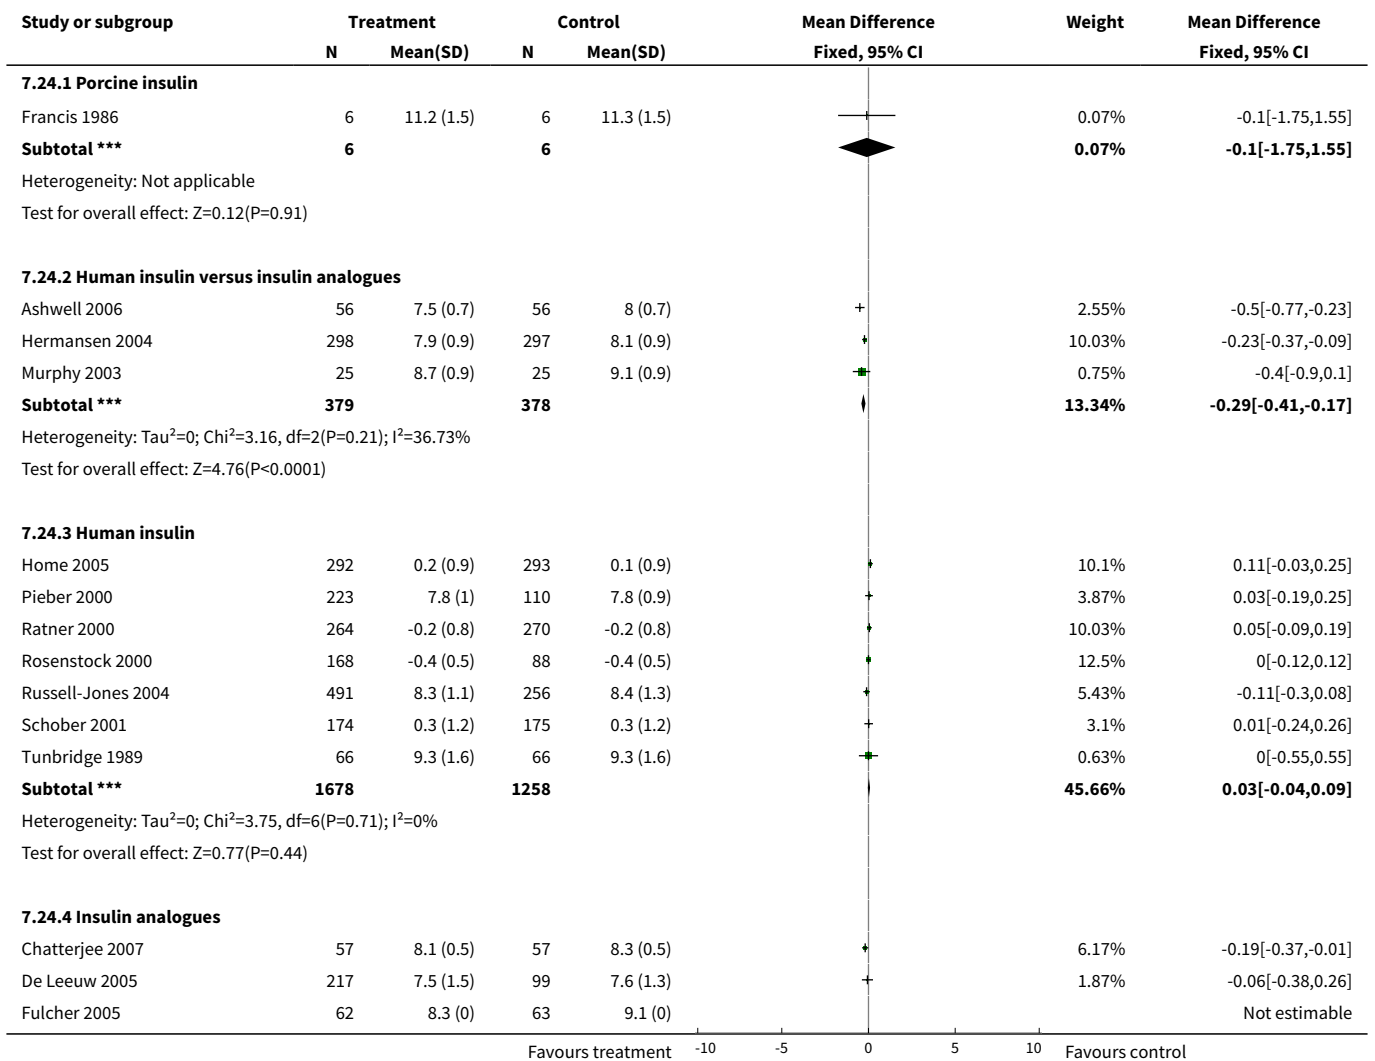 Study or subgroup Treatment Control Mean Difference Weight Mean Difference
N Mean(SD) N Mean(SD) Fixed, 95% CI Fixed, 95% CI
7.24.1 Porcine insulin
Francis 1986 6 11.2 (1.5) 6 11.3 (1.5) 0.07% -0.1[-1.75,1.55]
Subtotal *** 6 6 0.07% -0.1[-1.75,1.55]
Heterogeneity: Not applicable
Test for overall effect: Z=0.12(P=0.91)
7.24.2 Human insulin versus insulin analogues
Ashwell 2006 56 7.5 (0.7) 56 8 (0.7) 2.55% -0.5[-0.77,-0.23]
Hermansen 2004 298 7.9 (0.9) 297 8.1 (0.9) 10.03% -0.23[-0.37,-0.09]
Murphy 2003 25 8.7 (0.9) 25 9.1 (0.9) 0.75% -0.4[-0.9,0.1]
Subtotal *** 379 378 13.34% -0.29[-0.41,-0.17]
Heterogeneity: Tau²=0; Chi²=3.16, df=2(P=0.21); I²=36.73%
Test for overall effect: Z=4.76(P<0.0001)
7.24.3 Human insulin
Home 2005 292 0.2 (0.9) 293 0.1 (0.9) 10.1% 0.11[-0.03,0.25]
Pieber 2000 223 7.8 (1) 110 7.8 (0.9) 3.87% 0.03[-0.19,0.25]
Ratner 2000 264 -0.2 (0.8) 270 -0.2 (0.8) 10.03% 0.05[-0.09,0.19]
Rosenstock 2000 168 -0.4 (0.5) 88 -0.4 (0.5) 12.5% 0[-0.12,0.12]
Russell-Jones 2004 491 8.3 (1.1) 256 8.4 (1.3) 5.43% -0.11[-0.3,0.08]
Schober 2001 174 0.3 (1.2) 175 0.3 (1.2) 3.1% 0.01[-0.24,0.26]
Tunbridge 1989 66 9.3 (1.6) 66 9.3 (1.6) 0.63% 0[-0.55,0.55]
Subtotal *** 1678 1258 45.66% 0.03[-0.04,0.09]
Heterogeneity: Tau²=0; Chi²=3.75, df=6(P=0.71); I²=0%
Test for overall effect: Z=0.77(P=0.44)
7.24.4 Insulin analogues
Chatterjee 2007 57 8.1 (0.5) 57 8.3 (0.5) 6.17% -0.19[-0.37,-0.01]
De Leeuw 2005 217 7.5 (1.5) 99 7.6 (1.3) 1.87% -0.06[-0.38,0.26]
Fulcher 2005 62 8.3 (0) 63 9.1 (0) Not estimable
Favours treatment -10 -5 0 5 10 Favours control